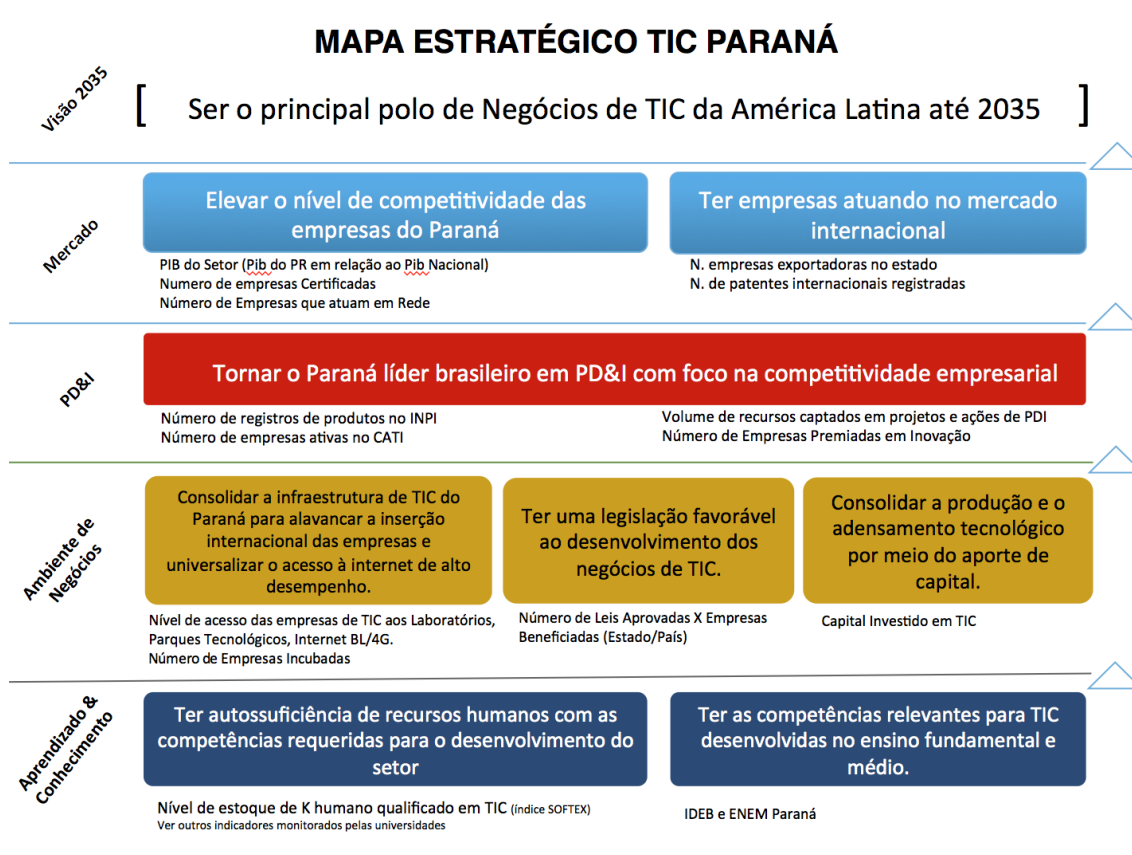 MAPA ESTRATÉGICO TIC PARANÁ
Visão 2035
[ Ser o principal polo de Negócios de TIC da América Latina até 2035 ]
Mercado
Elevar o nível de competitividade das
empresas do Paraná
PIB do Setor (Pib do PR em relação ao Pib Nacional)
Numero de empresas Certificadas
Número de Empresas que atuam em Rede
Ter empresas atuando no mercado
internacional
N. empresas exportadoras no estado
N. de patentes internacionais registradas
PD&I
Tornar o Paraná líder brasileiro em PD&I com foco na competitividade empresarial
Número de registros de produtos no INPI
Número de empresas ativas no CATI
Volume de recursos captados em projetos e ações de PDI
Número de Empresas Premiadas em Inovação
Ambiente de
Negócios
Consolidar a infraestrutura de TIC do
Paraná para alavancar a inserção
internacional das empresas e
universalizar o acesso à internet de alto
desempenho.
Nível de acesso das empresas de TIC aos Laboratórios,
Parques Tecnológicos, Internet BL/4G.
Número de Empresas Incubadas
Ter uma legislação favorável
ao desenvolvimento dos
negócios de TIC.
Número de Leis Aprovadas X Empresas
Beneficiadas (Estado/País)
Consolidar a produção e o
adensamento tecnológico
por meio do aporte de
capital.
Capital Investido em TIC
Aprendizado &
Conhecimento
Ter autossuficiência de recursos humanos com as
competências requeridas para o desenvolvimento do
setor
Nível de estoque de K humano qualificado em TIC (índice SOFTEX)
Ver outros indicadores monitorados pelas universidades
Ter as competências relevantes para TIC
desenvolvidas no ensino fundamental e
médio.
IDEB e ENEM Paraná